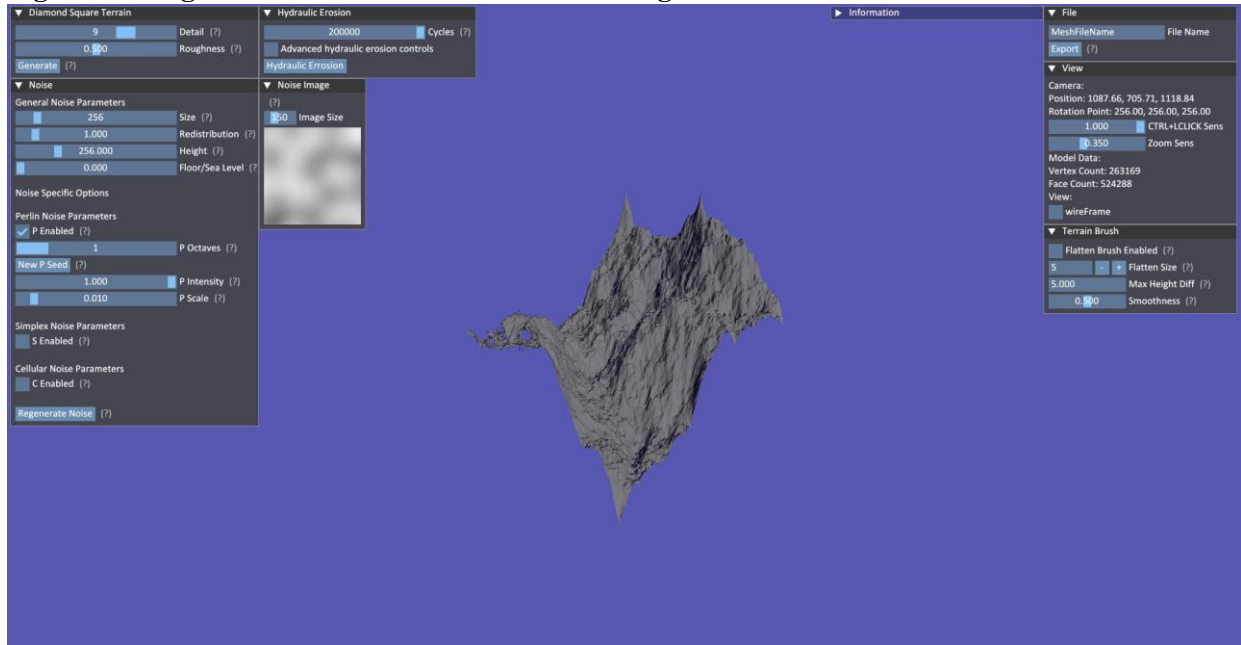 Diamond Square Terrain
9 Detail (?)
0.500 Roughness (?)
Generate (?)
Hydraulic Erosion
200000 Cycles (?)
Advanced hydraulic erosion controls
Hydraulic Errosion
Noise
General Noise Parameters
256 Size (?)
1.000 Redistribution (?)
256.000 Height (?)
0.000 Floor/Sea Level (?
Noise Specific Options
Perlin Noise Parameters
P Enabled (?)
1 P Octaves (?)
New P Seed (?)
1.000 P Intensity (?)
0.010 P Scale (?)
Simplex Noise Parameters
S Enabled (?)
Cellular Noise Parameters
C Enabled (?)
Regenerate Noise (?)
Noise Image
(?)
150 Image Size
Information
File
MeshFileName File Name
Export (?)
View
Camera:
Position: 1087.66, 705.71, 1118.84
Rotation Point: 256.00, 256.00, 256.00
1.000 CTRL+LCLICK Sens
0.350 Zoom Sens
Model Data:
Vertex Count: 263169
Face Count: 524288
View:
wireFrame
Terrain Brush
Flatten Brush Enabled (?)
5 - + Flatten Size (?)
5.000 Max Height Diff (?)
0.500 Smoothness (?)